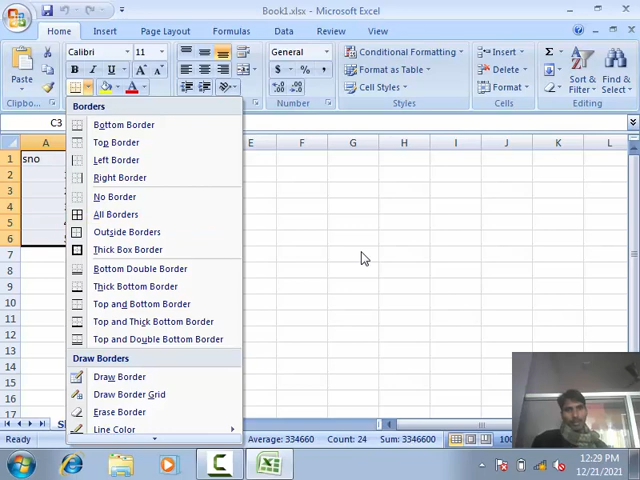 Book1.xlsx - Microsoft Excel
Home Insert Page Layout Formulas Data Review View
Calibri 11 General Conditional Formatting Insert Σ
Paste B I U A A $ % , Format as Table Delete Sort & Filter Find & Select
Cell Styles Format
Clipbo... Number Styles Cells Editing
C3
Borders
Bottom Border
Top Border
Left Border
Right Border
No Border
All Borders
Outside Borders
Thick Box Border
Bottom Double Border
Thick Bottom Border
Top and Bottom Border
Top and Thick Bottom Border
Top and Double Bottom Border
Draw Borders
Draw Border
Draw Border Grid
Erase Border
Line Color
A E F G H I J K L
1 sno
2
3
4
5
6
7
8
9
10
11
12
13
14
15
16
17
Ready Average: 3346660 Count: 24 Sum: 33466600
12:29 PM
12/21/2021